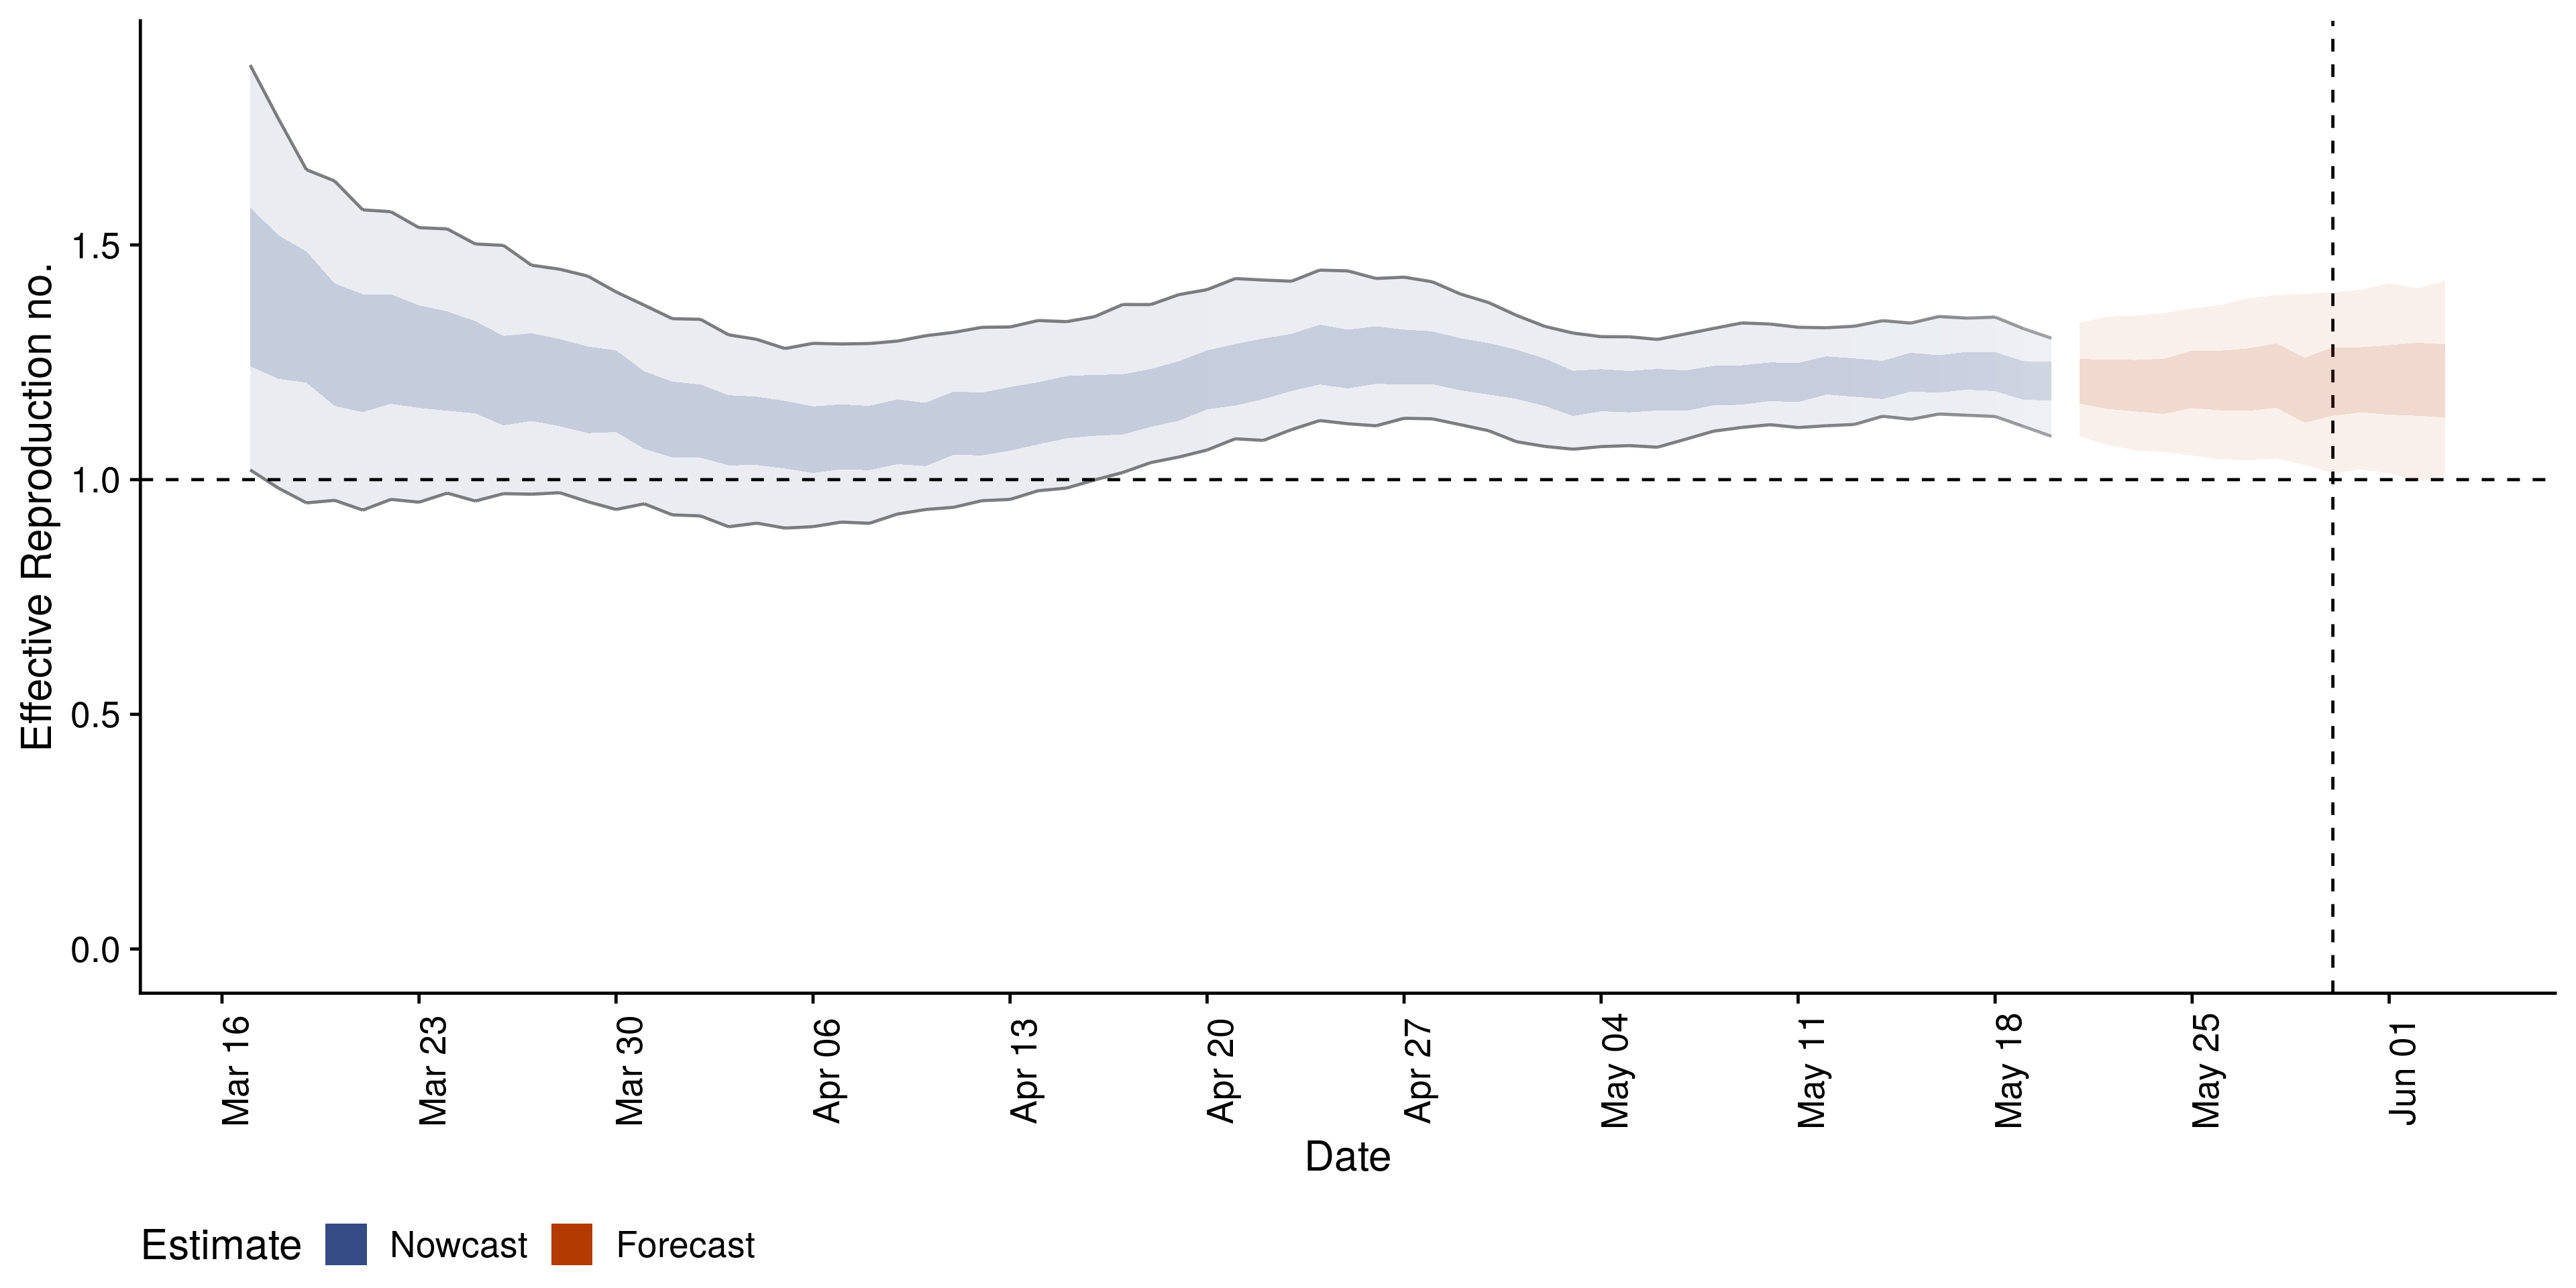 Effective Reproduction no.
1.5
1.0
0.5
0.0
Mar 16
Mar 23
Mar 30
Apr 06
Apr 13
Apr 20
Apr 27
May 04
May 11
May 18
May 25
Jun 01
Date
Estimate Nowcast Forecast